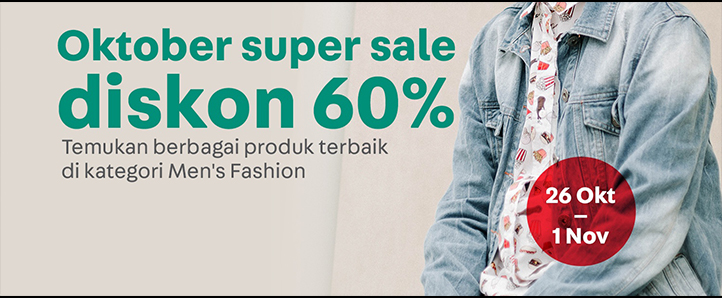 Oktober super sale
diskon 60%
Temukan berbagai produk terbaik
di kategori Men's Fashion
26 Okt
–
1 Nov